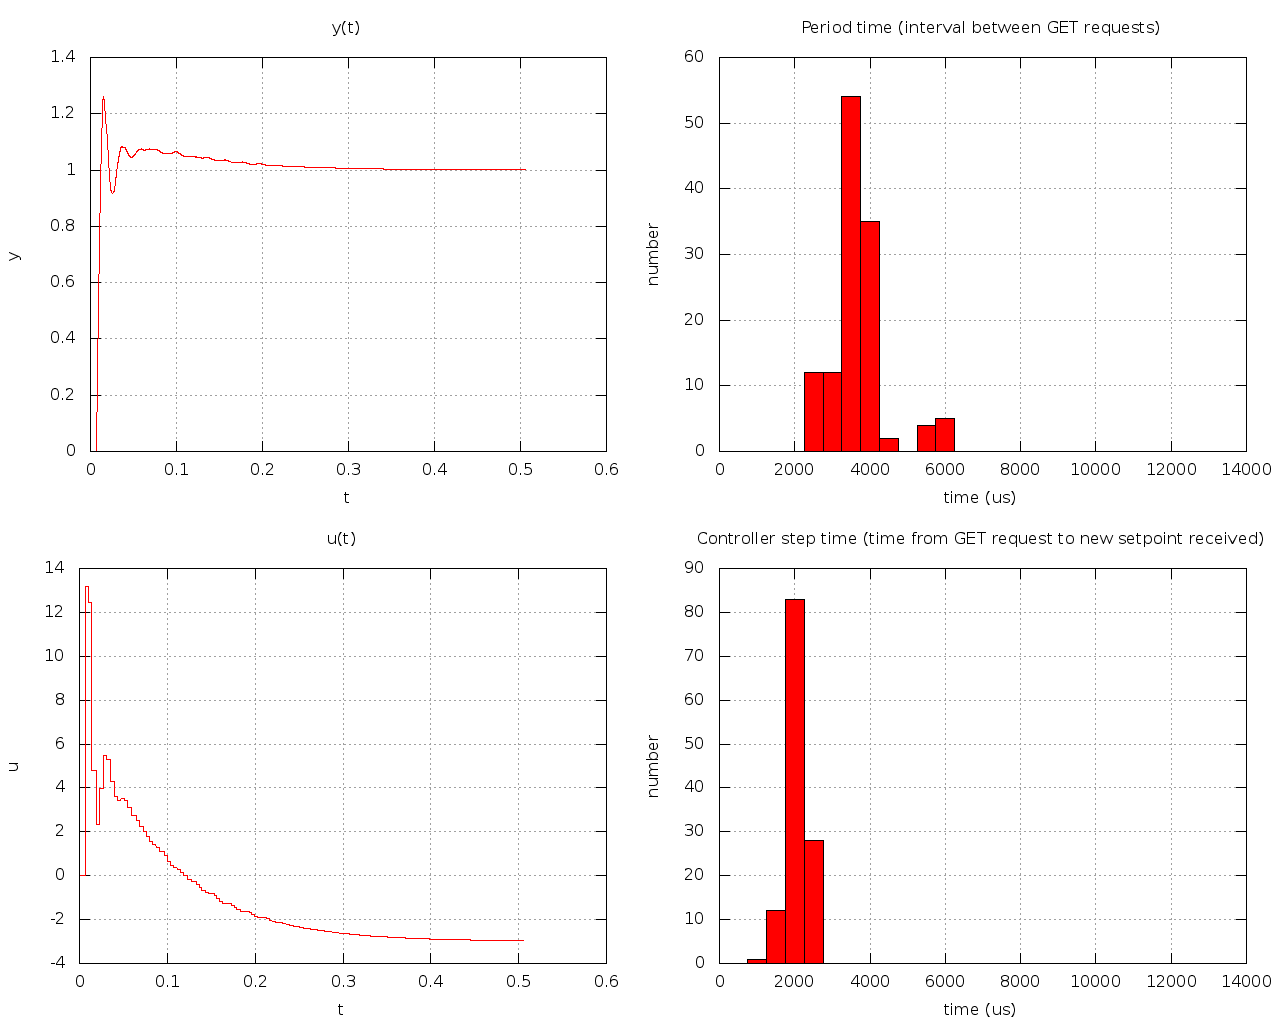 y(t)
1.4
1.2
1
0.8
0.6
0.4
0.2
0
y
0 0.1 0.2 0.3 0.4 0.5 0.6
t
Period time (interval between GET requests)
60
50
40
30
20
10
0
number
0 2000 4000 6000 8000 10000 12000 14000
time (us)
u(t)
14
12
10
8
6
4
2
0
-2
-4
u
0 0.1 0.2 0.3 0.4 0.5 0.6
t
Controller step time (time from GET request to new setpoint received)
90
80
70
60
50
40
30
20
10
0
number
0 2000 4000 6000 8000 10000 12000 14000
time (us)